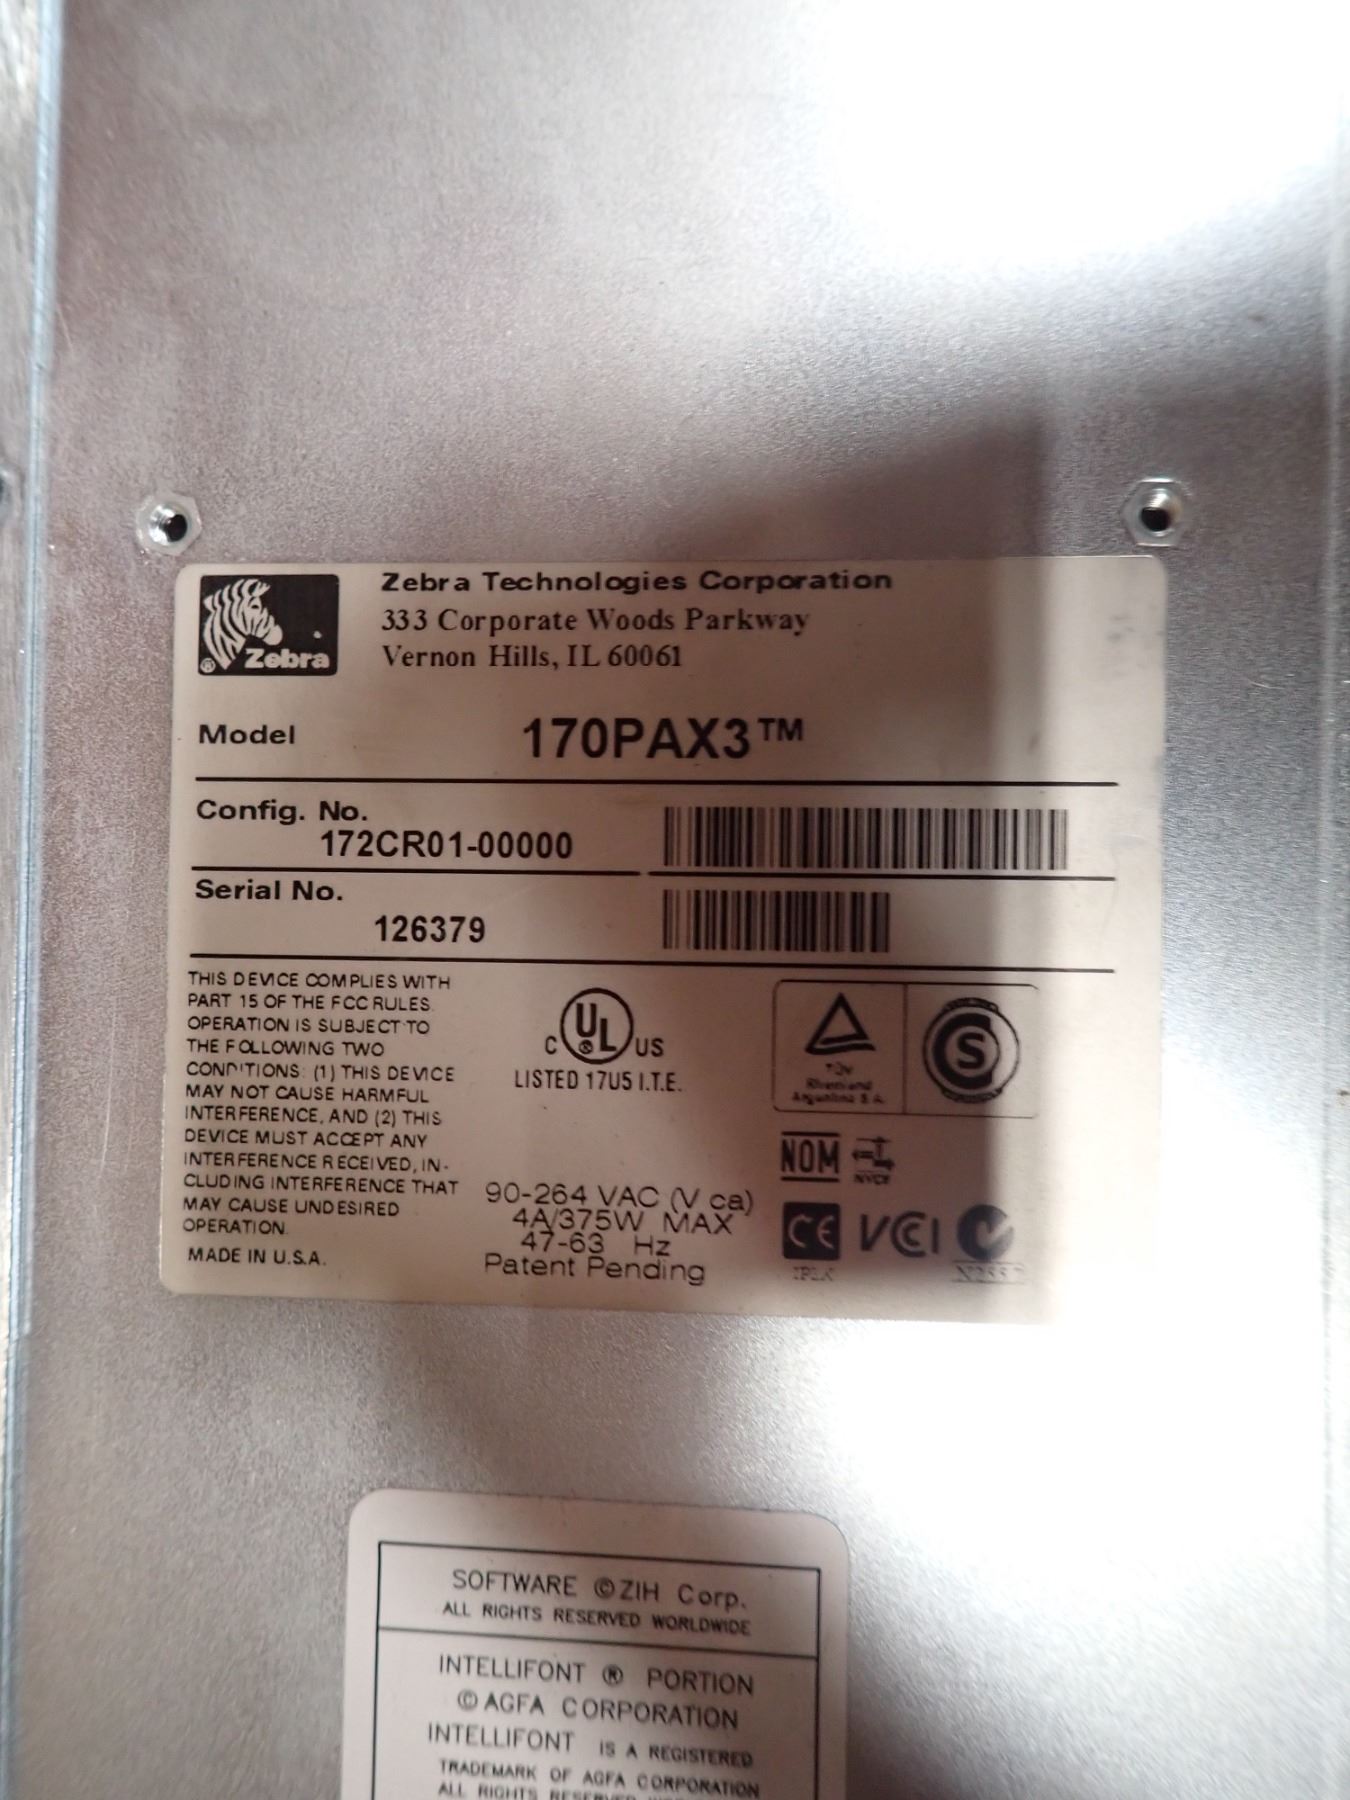 Zebra Technologies Corporation
333 Corporate Woods Parkway
Vernon Hills, IL 60061
® Zebra
Model 170PAX3™
Config. No.
172CR01-00000
Serial No.
126379
THIS DEVICE COMPLIES WITH
PART 15 OF THE FCC RULES.
OPERATION IS SUBJECT TO
THE FOLLOWING TWO
CONDITIONS: (1) THIS DEVICE
MAY NOT CAUSE HARMFUL
INTERFERENCE, AND (2) THIS
DEVICE MUST ACCEPT ANY
INTERFERENCE RECEIVED, IN-
CLUDING INTERFERENCE THAT
MAY CAUSE UNDESIRED
OPERATION.
MADE IN U.S.A.
C UL ® US
LISTED 17U5 I.T.E.
90-264 VAC (V ca)
4A/375W MAX
47-63 Hz
Patent Pending
TÜV
Argentina S.A.
S
NOM
NYCE
CE VCCI
SOFTWARE © ZIH Corp.
ALL RIGHTS RESERVED WORLDWIDE
INTELLIFONT ® PORTION
© AGFA CORPORATION
INTELLIFONT IS A REGISTERED
TRADEMARK OF AGFA CORPORATION
ALL RIGHTS